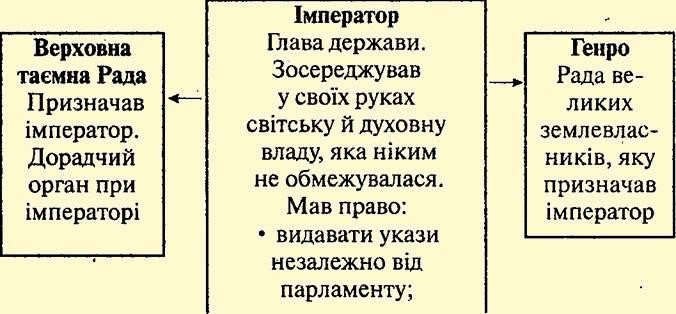 Верховна
таємна Рада
Призначав
імператор.
Дорадчий
орган при
імператорі
Імператор
Глава держави.
Зосереджував
у своїх руках
світську й духовну
владу, яка ніким
не обмежувалася.
Мав право:
• видавати укази
незалежно від
парламенту;
Генро
Рада ве-
ликих
землевлас-
ників, яку
призначав
імператор